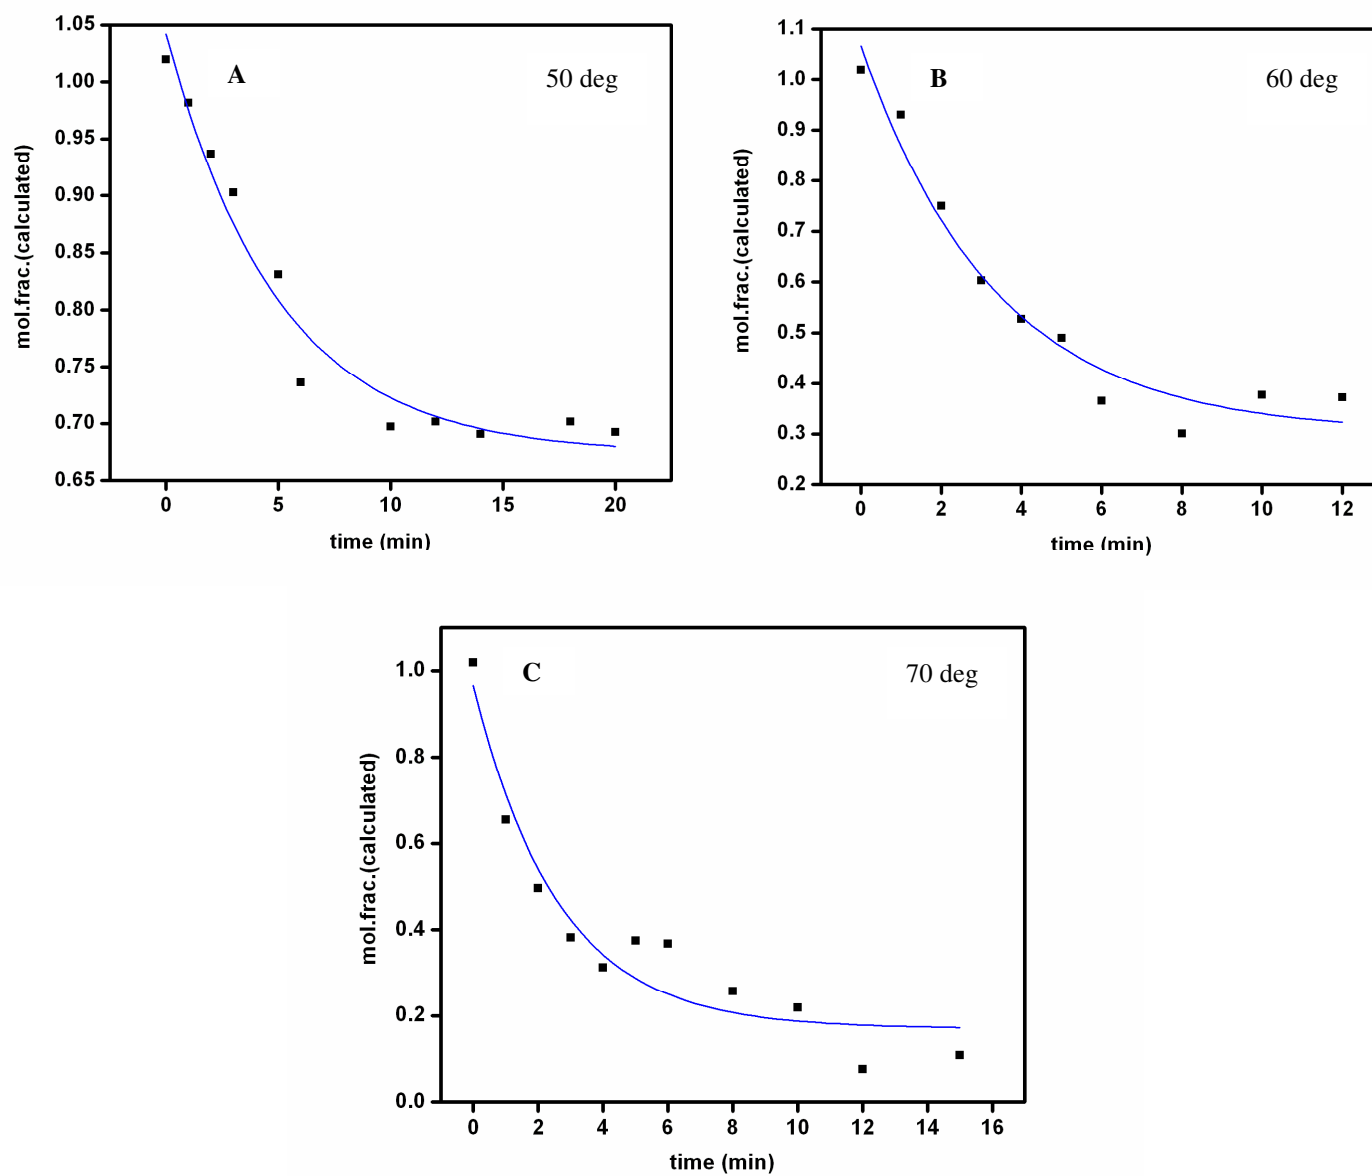 A
50 deg
mol.frac.(calculated)
1.05
1.00
0.95
0.90
0.85
0.80
0.75
0.70
0.65
0 5 10 15 20
time (min)
B
60 deg
mol.frac.(calculated)
1.1
1.0
0.9
0.8
0.7
0.6
0.5
0.4
0.3
0.2
0 2 4 6 8 10 12
time (min)
C
70 deg
mol.frac.(calculated)
1.0
0.8
0.6
0.4
0.2
0.0
0 2 4 6 8 10 12 14 16
time (min)